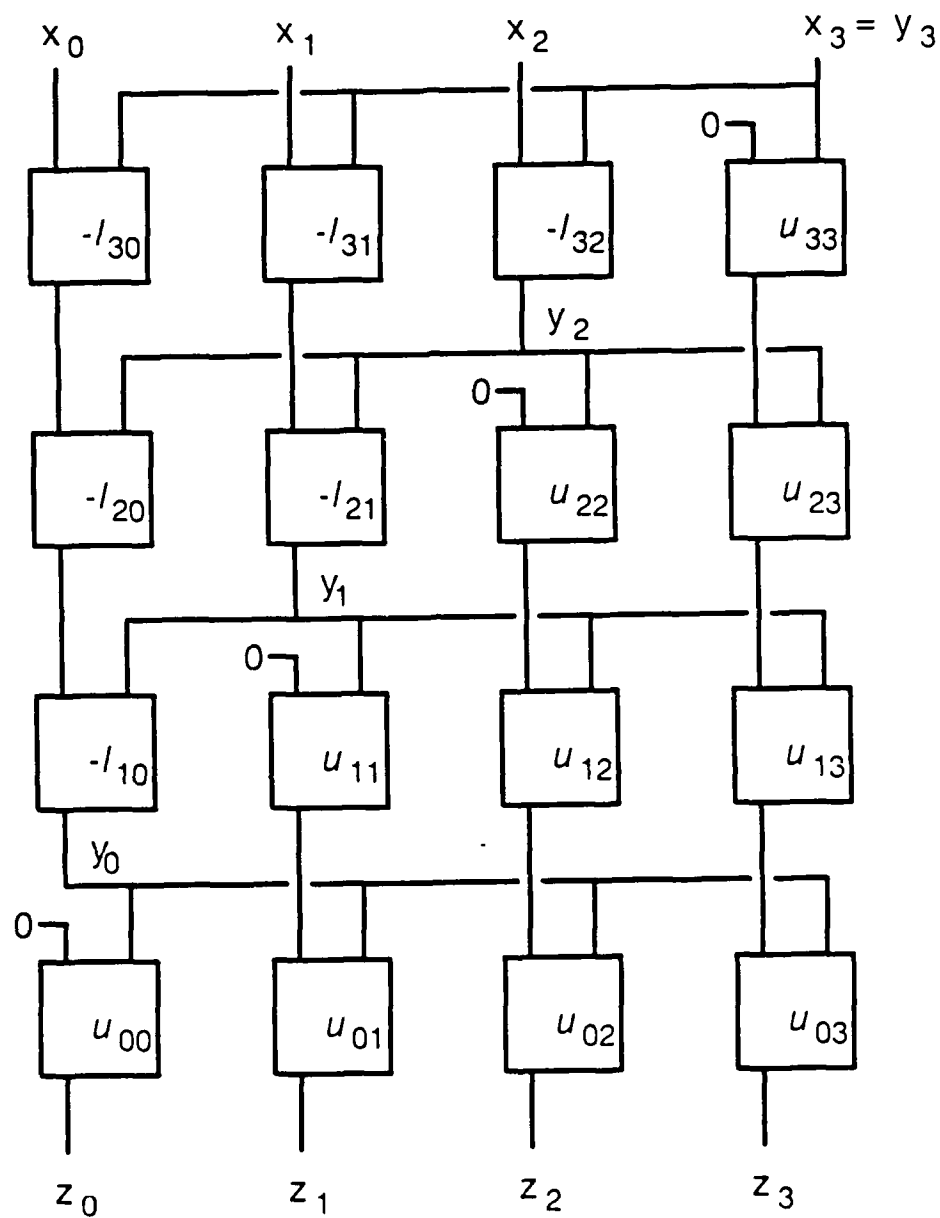 x0 x1 x2 x3 = y3
0
-l30 -l31 -l32 u33
y2
0
-l20 -l21 u22 u23
y1
0
-l10 u11 u12 u13
y0
0
u00 u01 u02 u03
z0 z1 z2 z3